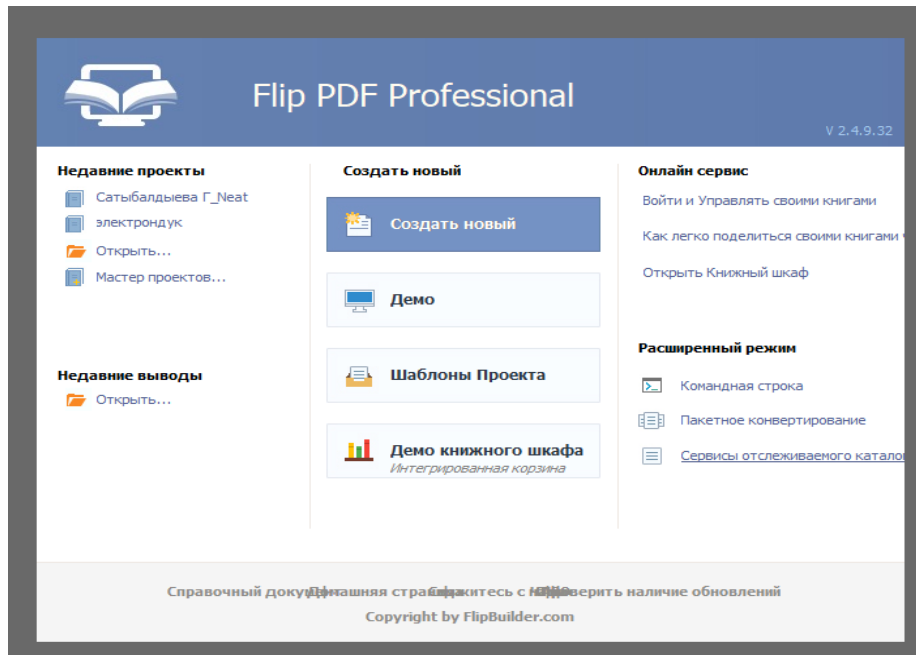 Flip PDF Professional
V 2.4.9.32
Недавние проекты
Сатыбалдыева Г_Neat
электрондук
Открыть...
Мастер проектов...
Недавние выводы
Открыть...
Создать новый
Создать новый
Демо
Шаблоны Проекта
Демо книжного шкафа
Интегрированная корзина
Онлайн сервис
Войти и Управлять своими книгами
Как легко поделиться своими книгами
Открыть Книжный шкаф
Расширенный режим
Командная строка
Пакетное конвертирование
Сервисы отслеживаемого катало
Справочный наличие обновлений
Copyright by FlipBuilder.com